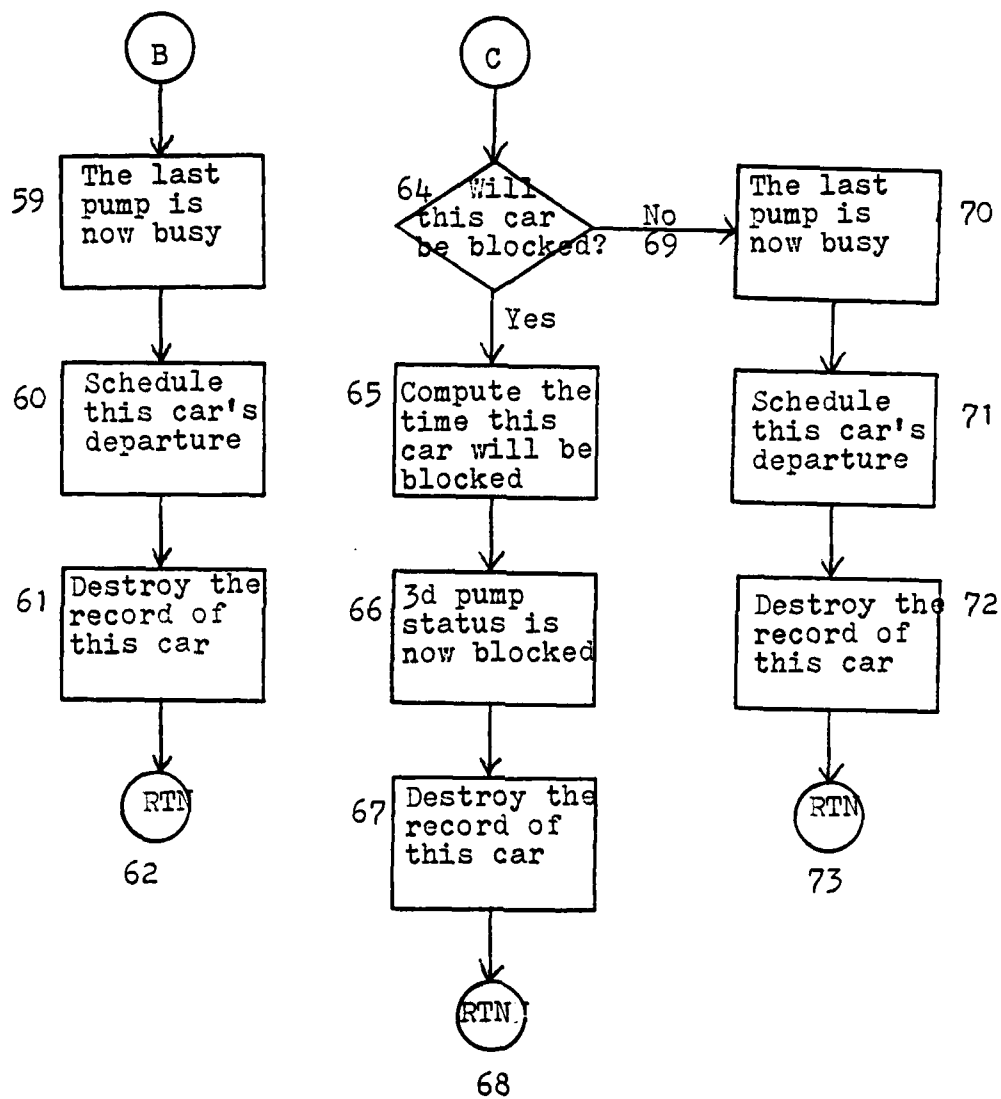 B
59
The last
pump is
now busy
60
Schedule
this car's
departure
61
Destroy the
record of
this car
RTN
62
C
64
Will
this car
be blocked?
Yes
65
Compute the
time this
car will be
blocked
66
3d pump
status is
now blocked
67
Destroy the
record of
this car
RTN
68
No
69
The last
pump is
now busy
70
Schedule
this car's
departure
71
Destroy the
record of
this car
72
RTN
73